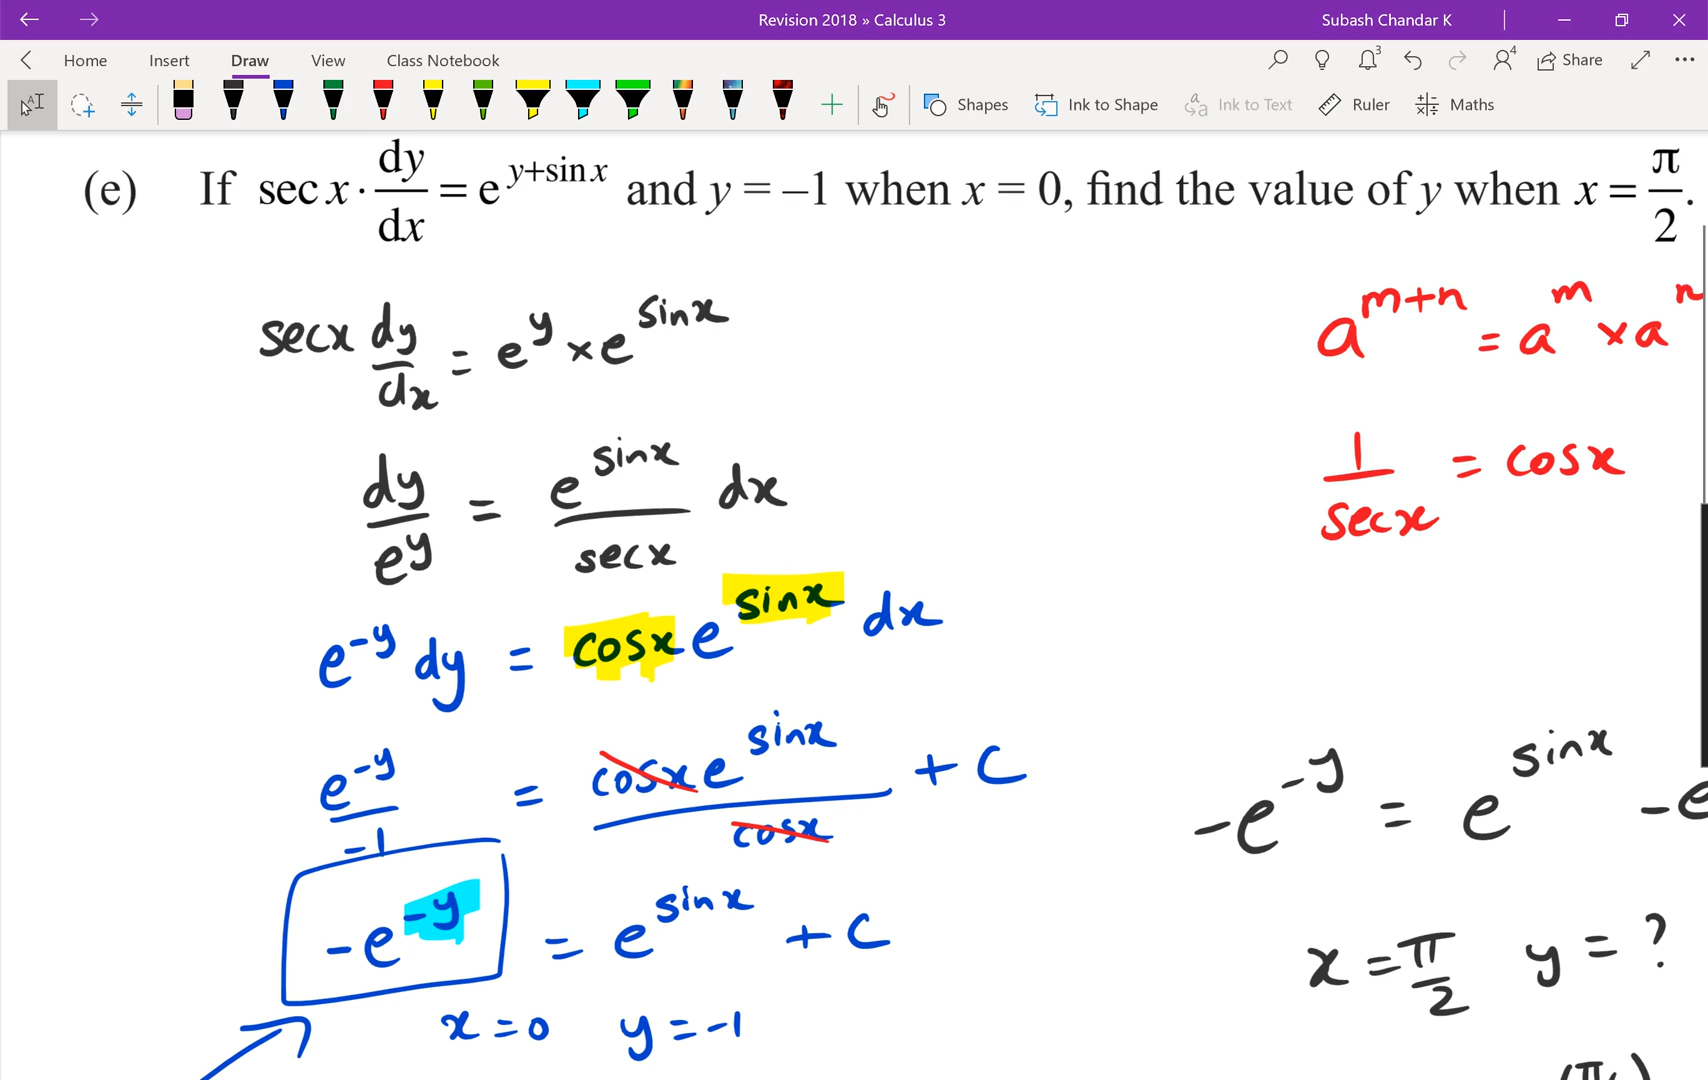 Revision 2018 » Calculus 3
Subash Chandar K
Home Insert Draw View Class Notebook
3 4 Share
Shapes Ink to Shape Ink to Text Ruler Maths
(e) If sec x · dy/dx = e^(y+sin x) and y = –1 when x = 0, find the value of y when x = π/2.
secx dy/dx = e^y × e^sinx
dy/e^y = e^sinx/secx dx
e^-y dy = cosx e^sinx dx
e^-y/-1 = cosx e^sinx/cosx + C
-e^-y = e^sinx + C
x = 0 y = -1
a^(m+n) = a^m × a^n
1/secx = cosx
-e^-y = e^sinx - e
x = π/2 y = ?